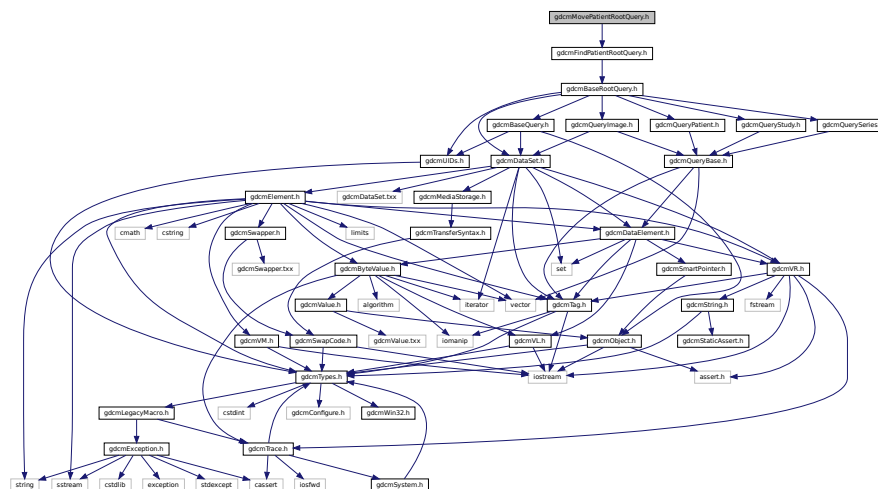 gdcmMovePatientRootQuery.h
gdcmFindPatientRootQuery.h
gdcmBaseRootQuery.h
gdcmBaseQuery.h
gdcmQueryImage.h
gdcmQueryPatient.h
gdcmQueryStudy.h
gdcmQuerySeries
gdcmUIDs.h
gdcmDataSet.h
gdcmQueryBase.h
gdcmElement.h
gdcmDataSet.txx
gdcmMediaStorage.h
cmath
cstring
gdcmSwapper.h
limits
gdcmTransferSyntax.h
gdcmDataElement.h
gdcmSwapper.txx
gdcmByteValue.h
set
gdcmSmartPointer.h
gdcmVR.h
gdcmValue.h
algorithm
iterator
vector
gdcmTag.h
gdcmString.h
fstream
gdcmVM.h
gdcmSwapCode.h
gdcmValue.txx
iomanip
gdcmVL.h
gdcmObject.h
gdcmStaticAssert.h
gdcmTypes.h
iostream
assert.h
gdcmLegacyMacro.h
cstdint
gdcmConfigure.h
gdcmWin32.h
gdcmException.h
gdcmTrace.h
string
sstream
cstdlib
exception
stdexcept
cassert
iosfwd
gdcmSystem.h